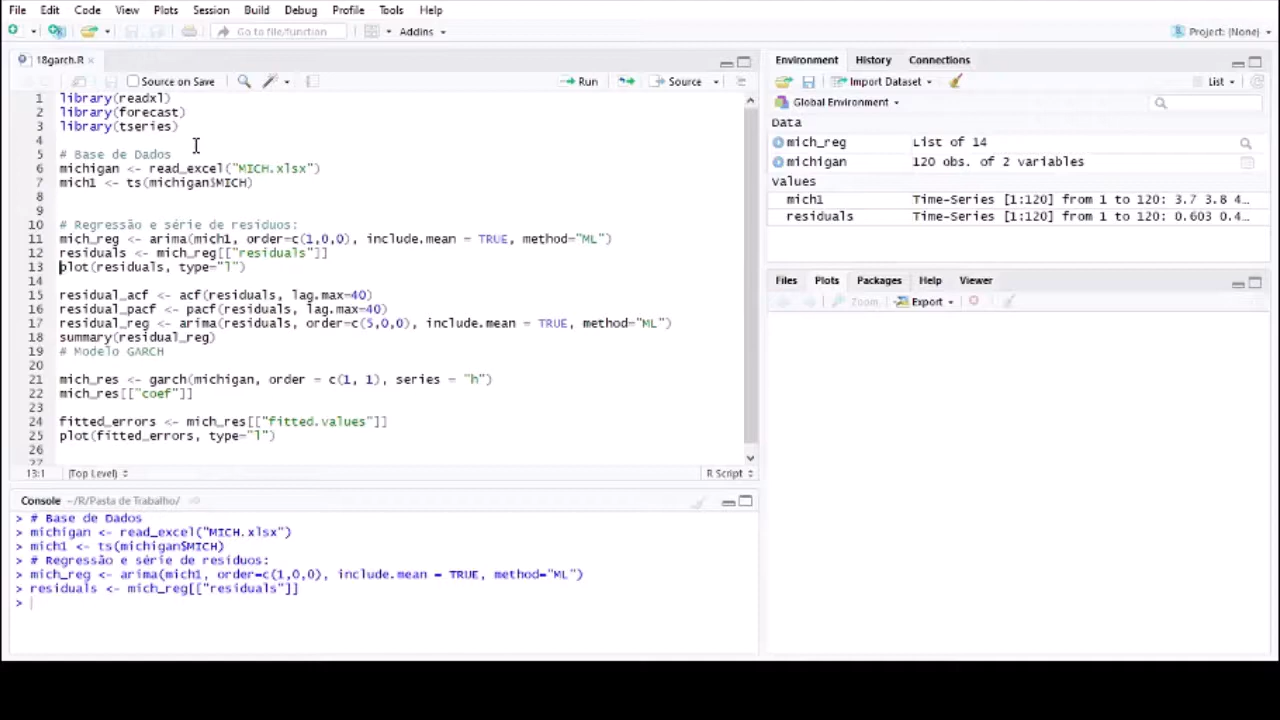 File Edit Code View Plots Session Build Debug Profile Tools Help
Go to file/function Addins Project: (None)
18garch.R
Source on Save Run Source
1 library(readxl)
2 library(forecast)
3 library(tseries)
4
5 # Base de Dados
6 michigan <- read_excel("MICH.xlsx")
7 mich1 <- ts(michigan$MICH)
8
9
10 # Regressão e série de resíduos:
11 mich_reg <- arima(mich1, order=c(1,0,0), include.mean = TRUE, method="ML")
12 residuals <- mich_reg[["residuals"]]
13 plot(residuals, type="l")
14
15 residual_acf <- acf(residuals, lag.max=40)
16 residual_pacf <- pacf(residuals, lag.max=40)
17 residual_reg <- arima(residuals, order=c(5,0,0), include.mean = TRUE, method="ML")
18 summary(residual_reg)
19 # Modelo GARCH
20
21 mich_res <- garch(michigan, order = c(1, 1), series = "h")
22 mich_res[["coef"]]
23
24 fitted_errors <- mich_res[["fitted.values"]]
25 plot(fitted_errors, type="l")
26
27
13:1 (Top Level) R Script
Console ~/R/Pasta de Trabalho/
> # Base de Dados
> michigan <- read_excel("MICH.xlsx")
> mich1 <- ts(michigan$MICH)
> # Regressão e série de resíduos:
> mich_reg <- arima(mich1, order=c(1,0,0), include.mean = TRUE, method="ML")
> residuals <- mich_reg[["residuals"]]
>
Environment History Connections
Import Dataset List
Global Environment
Data
mich_reg List of 14
michigan 120 obs. of 2 variables
Values
mich1 Time-Series [1:120] from 1 to 120: 3.7 3.8 4…
residuals Time-Series [1:120] from 1 to 120: 0.603 0.4…
Files Plots Packages Help Viewer
Zoom Export